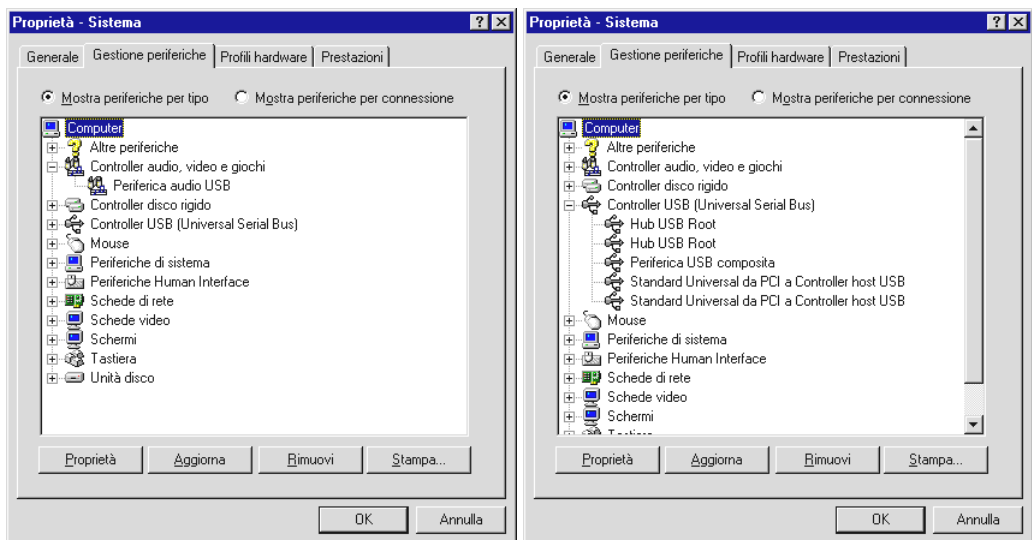 Proprietà - Sistema
Generale
Gestione periferiche
Profili hardware
Prestazioni
Mostra periferiche per tipo
Mostra periferiche per connessione
Computer
Altre periferiche
Controller audio, video e giochi
Periferica audio USB
Controller disco rigido
Controller USB (Universal Serial Bus)
Mouse
Periferiche di sistema
Periferiche Human Interface
Schede di rete
Schede video
Schermi
Tastiera
Unità disco
Proprietà
Aggiorna
Rimuovi
Stampa...
OK
Annulla
Proprietà - Sistema
Generale
Gestione periferiche
Profili hardware
Prestazioni
Mostra periferiche per tipo
Mostra periferiche per connessione
Computer
Altre periferiche
Controller audio, video e giochi
Controller disco rigido
Controller USB (Universal Serial Bus)
Hub USB Root
Hub USB Root
Periferica USB composita
Standard Universal da PCI a Controller host USB
Standard Universal da PCI a Controller host USB
Mouse
Periferiche di sistema
Periferiche Human Interface
Schede di rete
Schede video
Schermi
Tastiera
Proprietà
Aggiorna
Rimuovi
Stampa...
OK
Annulla